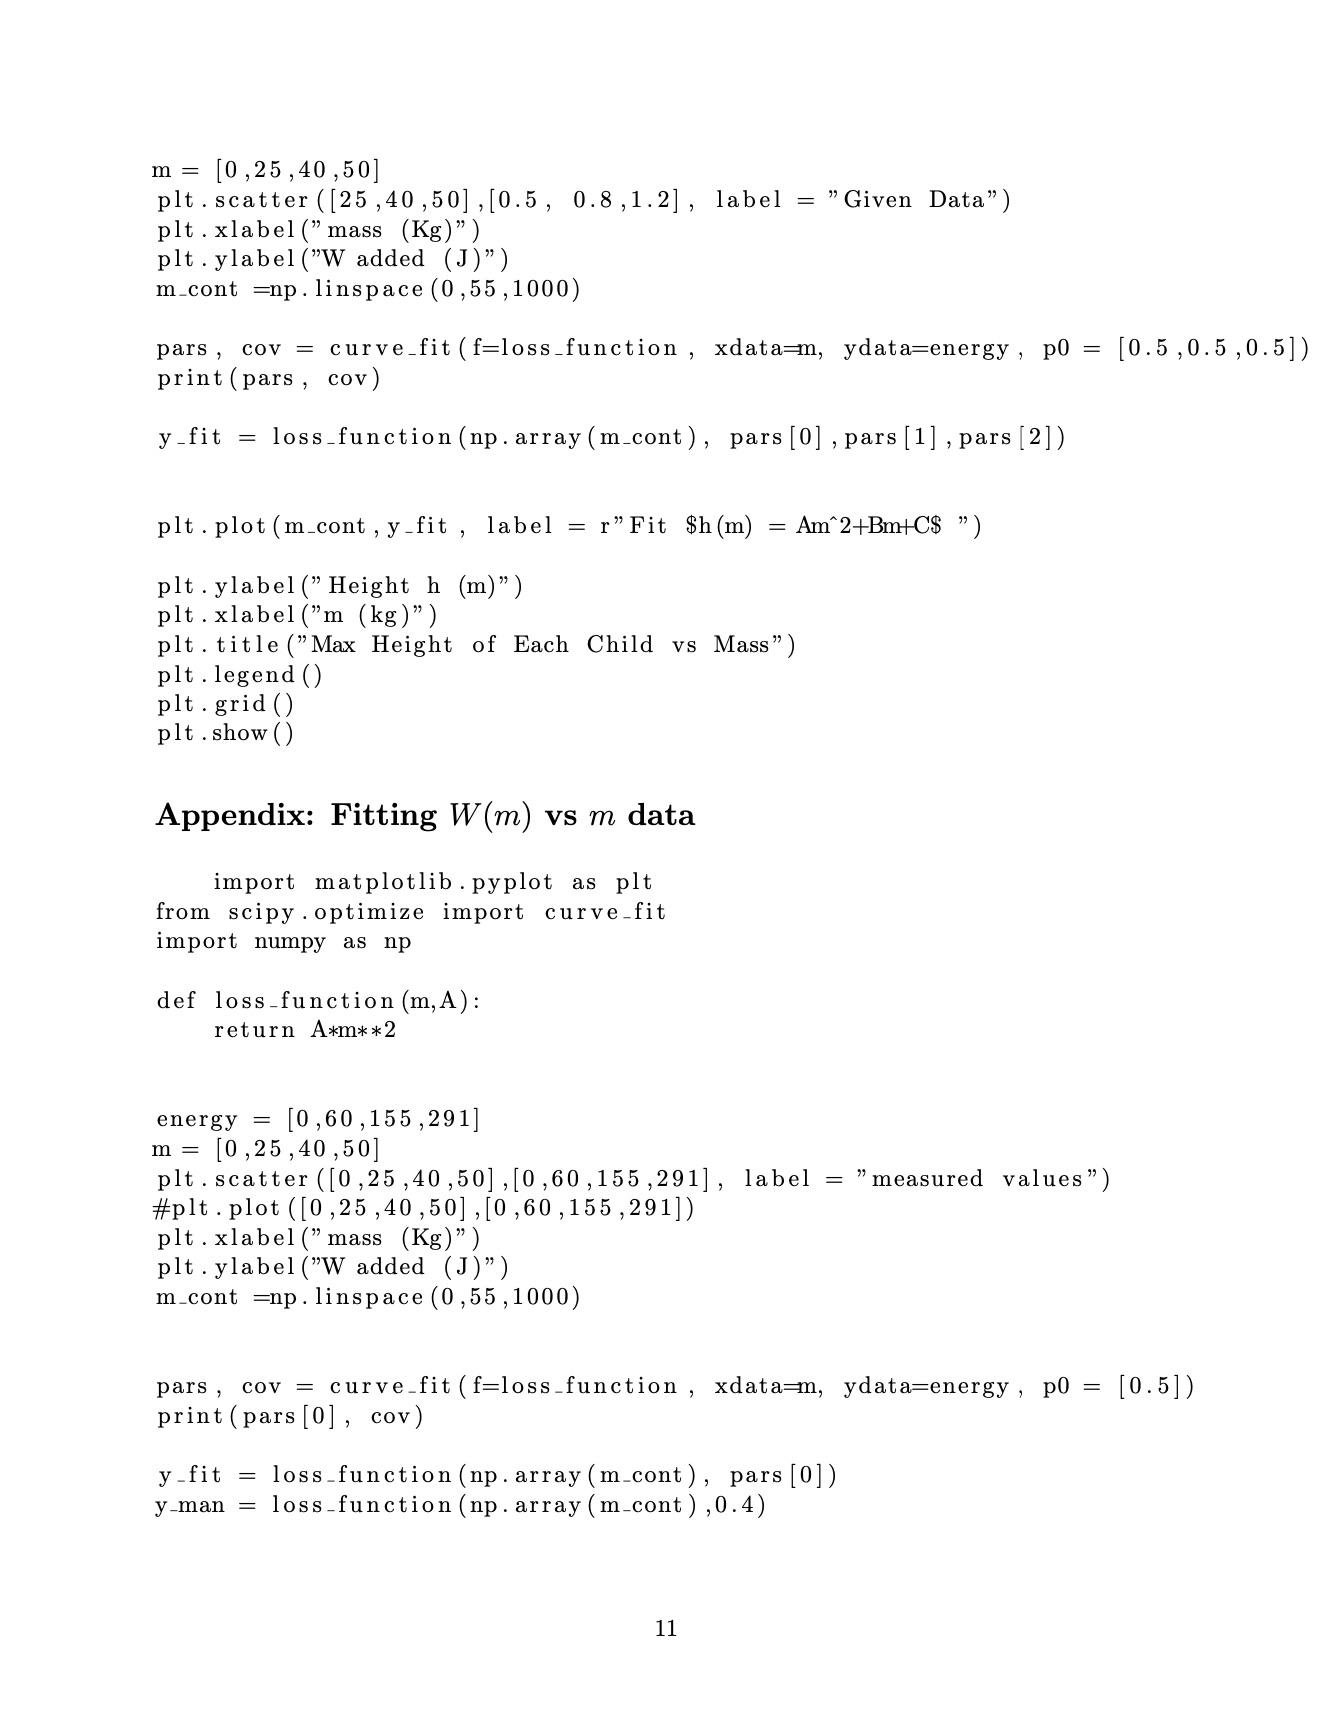 m = [0,25,40,50]
plt.scatter([25,40,50],[0.5, 0.8,1.2], label = "Given Data")
plt.xlabel("mass (Kg)")
plt.ylabel("W added (J)")
m_cont =np.linspace(0,55,1000)
pars, cov = curve_fit(f=loss_function, xdata=m, ydata=energy, p0 = [0.5,0.5,0.5])
print(pars, cov)
y_fit = loss_function(np.array(m_cont), pars[0],pars[1],pars[2])
plt.plot(m_cont,y_fit, label = r"Fit $h(m) = Am^2+Bm+C$ ")
plt.ylabel("Height h (m)")
plt.xlabel("m (kg)")
plt.title("Max Height of Each Child vs Mass")
plt.legend()
plt.grid()
plt.show()
Appendix: Fitting W(m) vs m data
import matplotlib.pyplot as plt
from scipy.optimize import curve_fit
import numpy as np
def loss_function(m,A):
return A*m**2
energy = [0,60,155,291]
m = [0,25,40,50]
plt.scatter([0,25,40,50],[0,60,155,291], label = "measured values")
#plt.plot([0,25,40,50],[0,60,155,291])
plt.xlabel("mass (Kg)")
plt.ylabel("W added (J)")
m_cont =np.linspace(0,55,1000)
pars, cov = curve_fit(f=loss_function, xdata=m, ydata=energy, p0 = [0.5])
print(pars[0], cov)
y_fit = loss_function(np.array(m_cont), pars[0])
y_man = loss_function(np.array(m_cont),0.4)
11